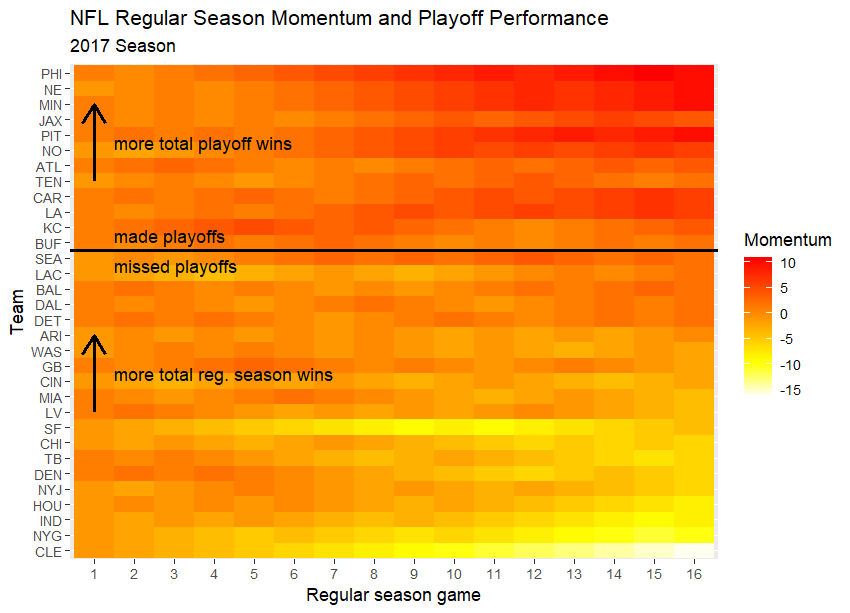 NFL Regular Season Momentum and Playoff Performance
2017 Season
Team
PHI
NE
MIN
JAX
PIT
more total playoff wins
NO
ATL
TEN
CAR
LA
KC
made playoffs
BUF
SEA
missed playoffs
LAC
BAL
DAL
DET
ARI
WAS
GB
more total reg. season wins
CIN
MIA
LV
SF
CHI
TB
DEN
NYJ
HOU
IND
NYG
CLE
1 2 3 4 5 6 7 8 9 10 11 12 13 14 15 16
Regular season game
Momentum
10
5
0
-5
-10
-15